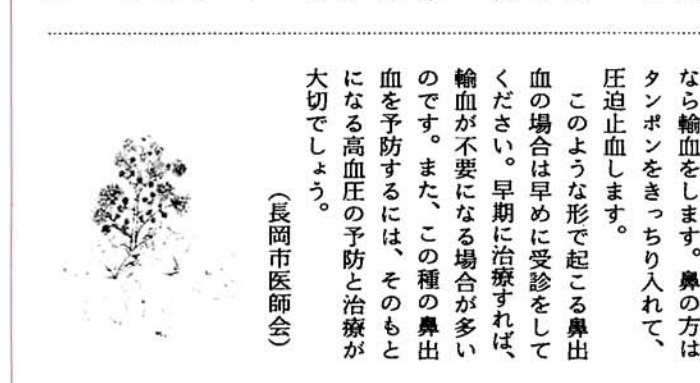 なら輸血をします。鼻の方は
タンポンをきっちり入れて、
圧迫止血します。
このような形で起こる鼻出
血の場合は早めに受診をして
ください。早期に治療すれば、
輸血が不要になる場合が多い
のです。また、この種の鼻出
血を予防するには、そのもと
になる高血圧の予防と治療が
大切でしょう。
（長岡市医師会）